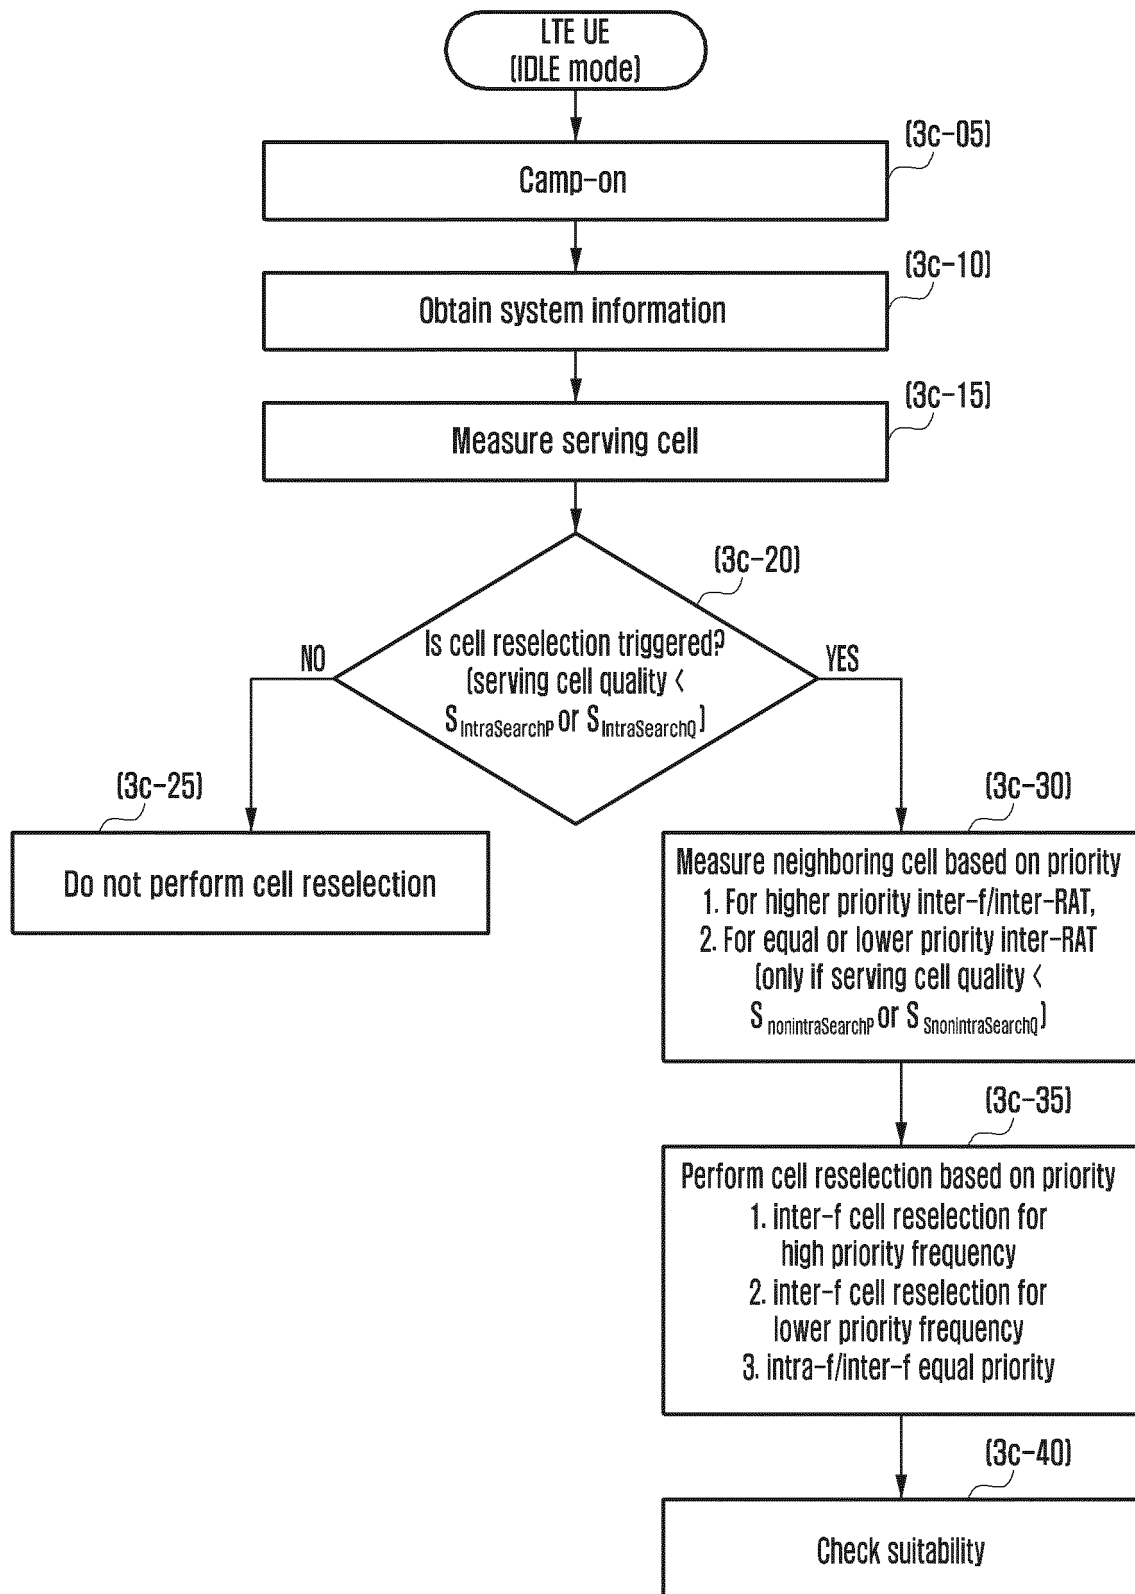 LTE UE
(IDLE mode)
(3c-05)
Camp-on
(3c-10)
Obtain system information
(3c-15)
Measure serving cell
(3c-20)
Is cell reselection triggered?
(serving cell quality <
S IntraSearchP or S IntraSearchQ)
NO
YES
(3c-25)
Do not perform cell reselection
(3c-30)
Measure neighboring cell based on priority
1. For higher priority inter-f/inter-RAT,
2. For equal or lower priority inter-RAT
(only if serving cell quality <
S nonintraSearchP or S SnonIntraSearchQ)
(3c-35)
Perform cell reselection based on priority
1. inter-f cell reselection for
high priority frequency
2. inter-f cell reselection for
lower priority frequency
3. intra-f/inter-f equal priority
(3c-40)
Check suitability